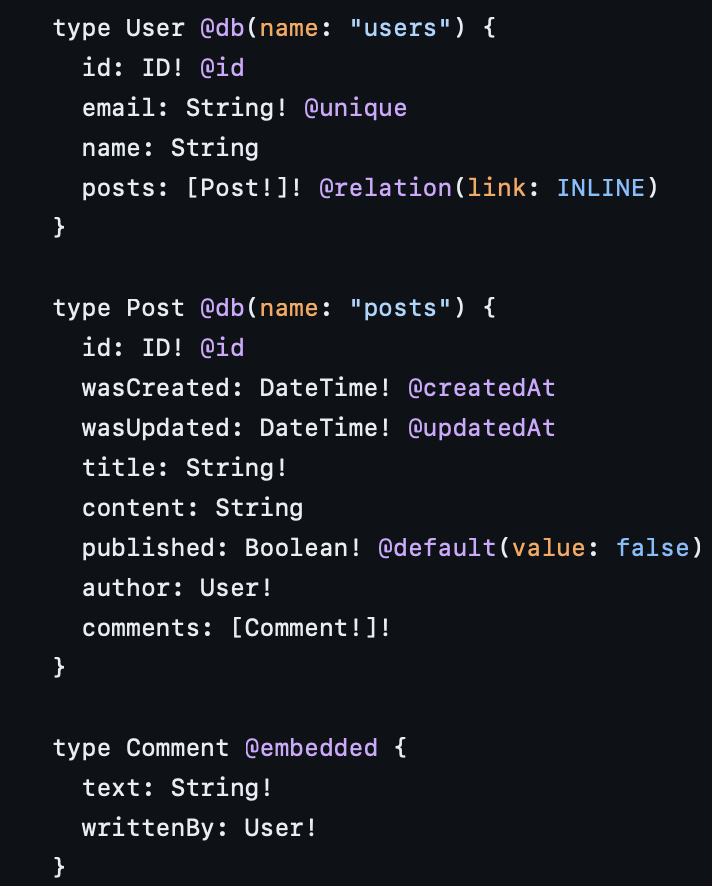 type User @db(name: "users") {
  id: ID! @id
  email: String! @unique
  name: String
  posts: [Post!]! @relation(link: INLINE)
}

type Post @db(name: "posts") {
  id: ID! @id
  wasCreated: DateTime! @createdAt
  wasUpdated: DateTime! @updatedAt
  title: String!
  content: String
  published: Boolean! @default(value: false)
  author: User!
  comments: [Comment!]!
}

type Comment @embedded {
  text: String!
  writtenBy: User!
}